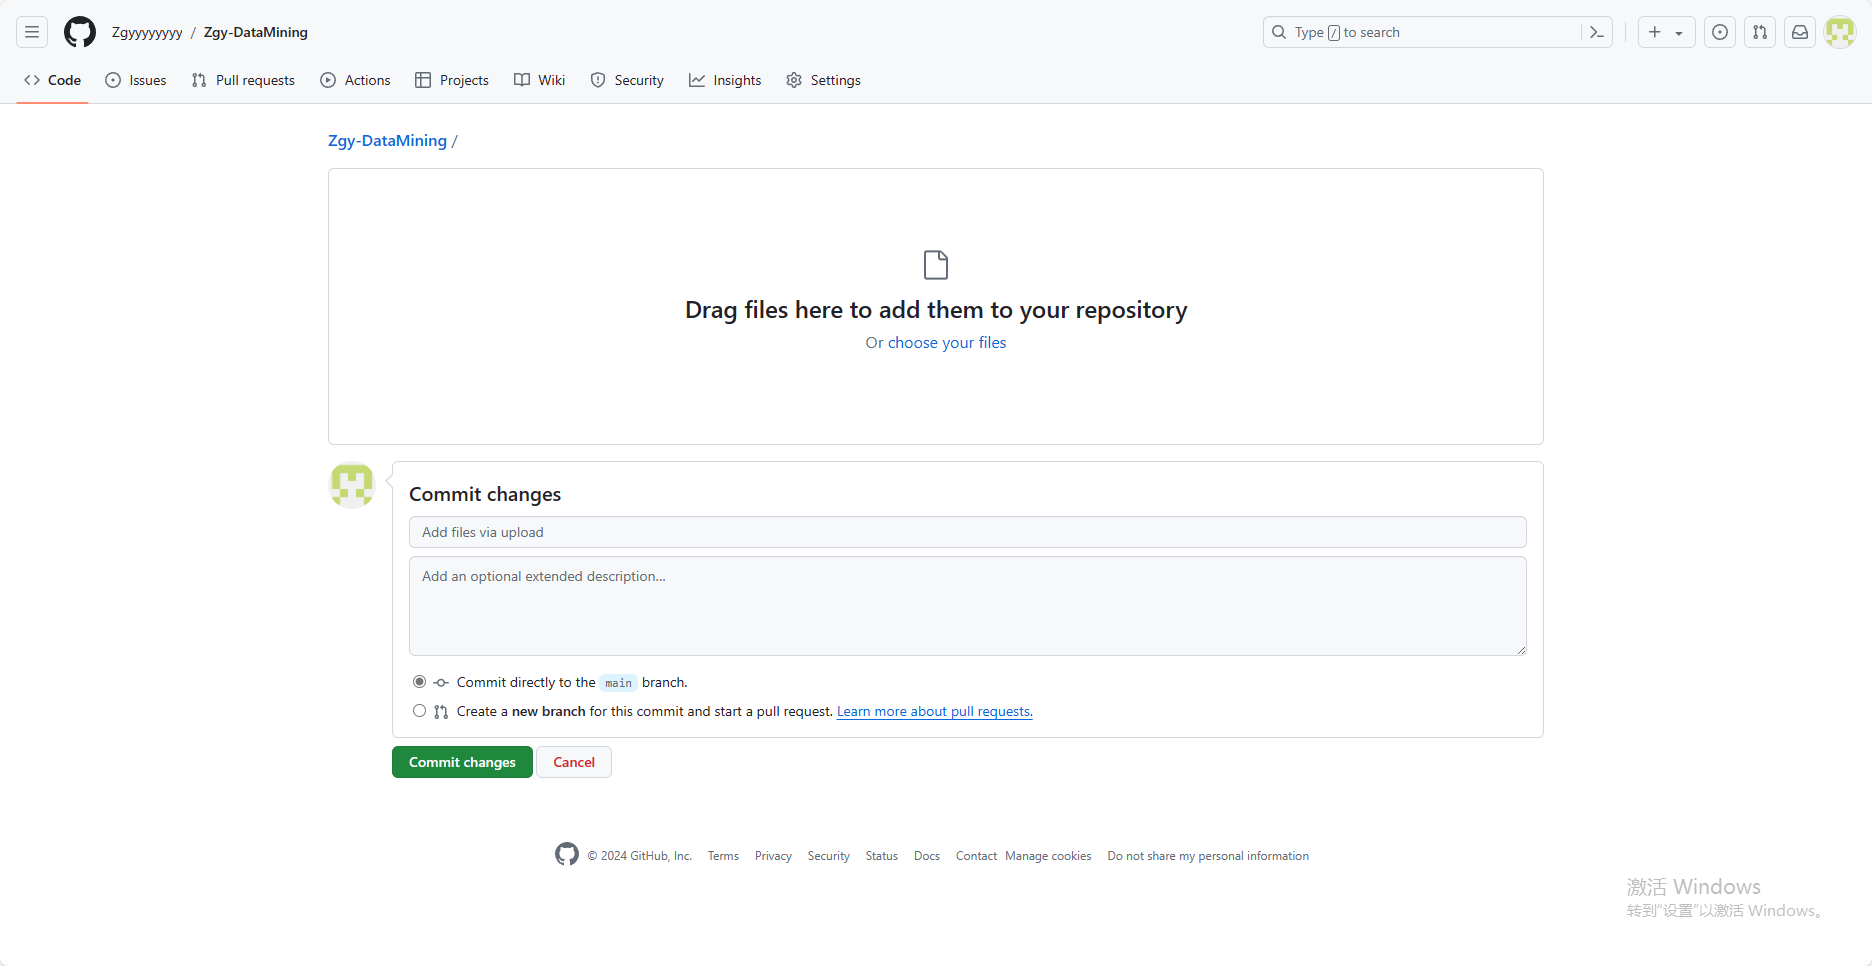 Zgyyyyyyyy / Zgy-DataMining
Type / to search
Code Issues Pull requests Actions Projects Wiki Security Insights Settings
Zgy-DataMining /
Drag files here to add them to your repository
Or choose your files
Commit changes
Add files via upload
Add an optional extended description...
Commit directly to the main branch.
Create a new branch for this commit and start a pull request. Learn more about pull requests.
Commit changes Cancel
© 2024 GitHub, Inc. Terms Privacy Security Status Docs Contact Manage cookies Do not share my personal information
激活 Windows
转到“设置”以激活 Windows。